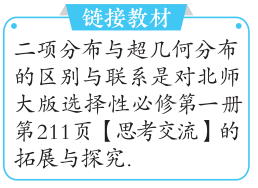 链接教材
二项分布与超几何分布
的区别与联系是对北师
大版选择性必修第一册
第211页【思考交流】的
拓展与探究.